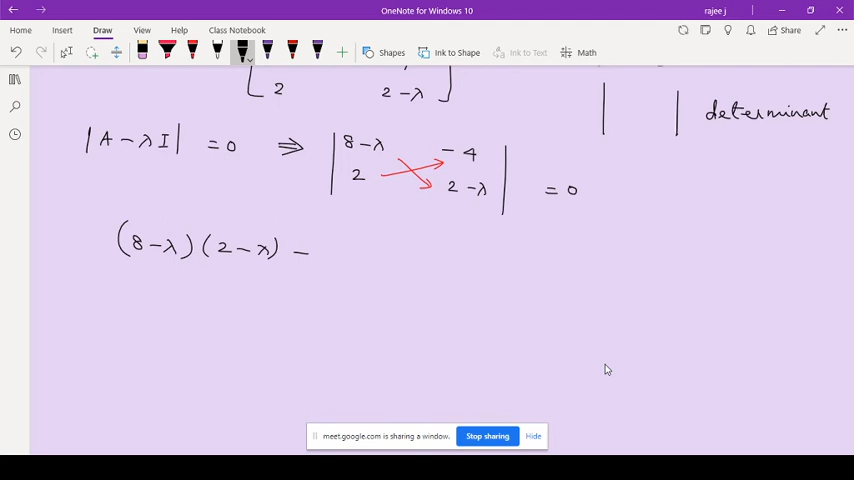 OneNote for Windows 10
rajee j
Home Insert Draw View Help Class Notebook
Share
Shapes Ink to Shape Ink to Text Math
2 2 - λ
determinant
|A - λI| = 0 ⇒ | 8 - λ - 4
2 2 - λ | = 0
(8 - λ) (2 - λ) -
meet.google.com is sharing a window. Stop sharing Hide